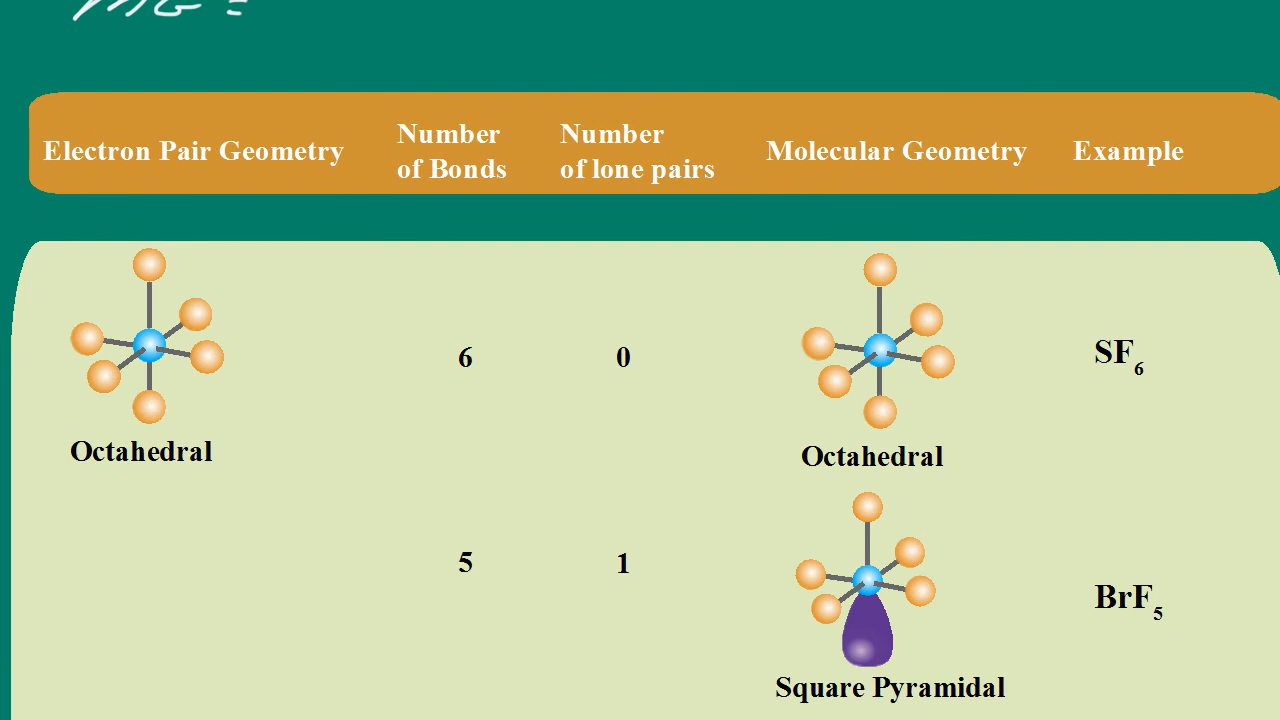 MG =
Electron Pair Geometry
Number of Bonds
Number of lone pairs
Molecular Geometry
Example
6
0
SF₆
Octahedral
Octahedral
5
1
BrF₅
Square Pyramidal